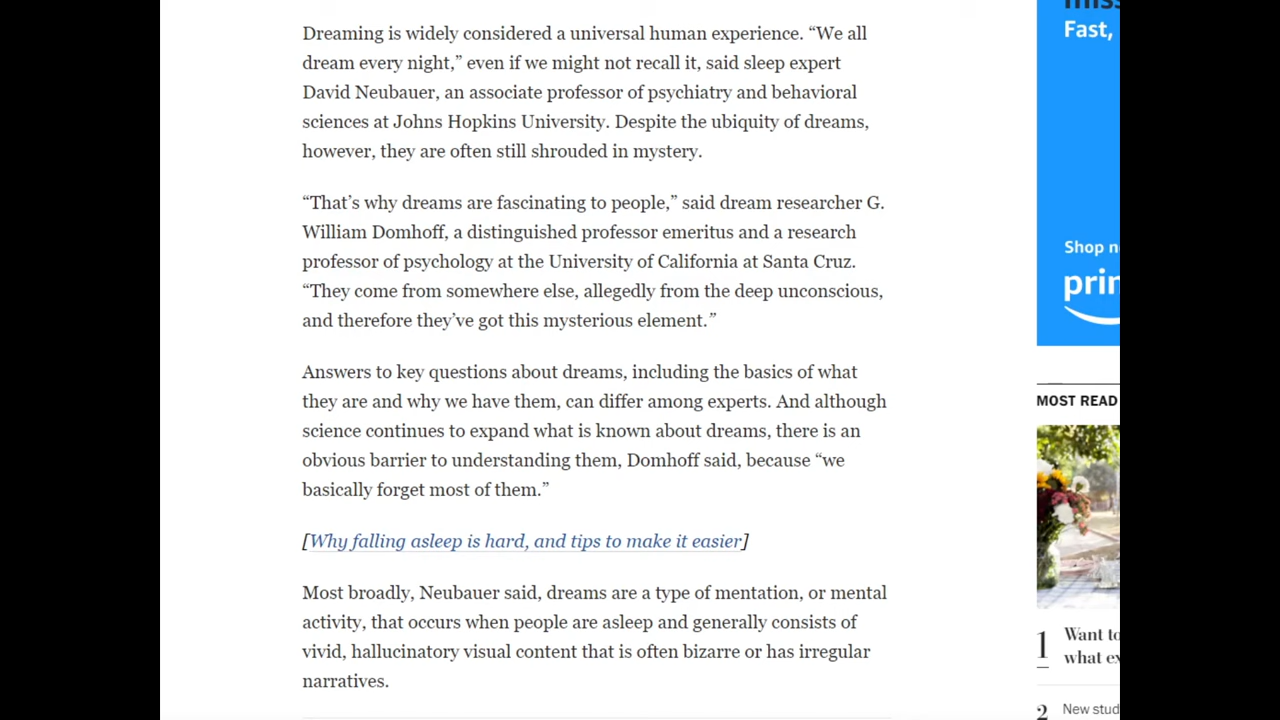 Dreaming is widely considered a universal human experience. “We all
dream every night,” even if we might not recall it, said sleep expert
David Neubauer, an associate professor of psychiatry and behavioral
sciences at Johns Hopkins University. Despite the ubiquity of dreams,
however, they are often still shrouded in mystery.
“That’s why dreams are fascinating to people,” said dream researcher G.
William Domhoff, a distinguished professor emeritus and a research
professor of psychology at the University of California at Santa Cruz.
“They come from somewhere else, allegedly from the deep unconscious,
and therefore they’ve got this mysterious element.”
Answers to key questions about dreams, including the basics of what
they are and why we have them, can differ among experts. And although
science continues to expand what is known about dreams, there is an
obvious barrier to understanding them, Domhoff said, because “we
basically forget most of them.”
[Why falling asleep is hard, and tips to make it easier]
Most broadly, Neubauer said, dreams are a type of mentation, or mental
activity, that occurs when people are asleep and generally consists of
vivid, hallucinatory visual content that is often bizarre or has irregular
narratives.
Fast,
Shop
MOST READ
1
Want to
what
2
New